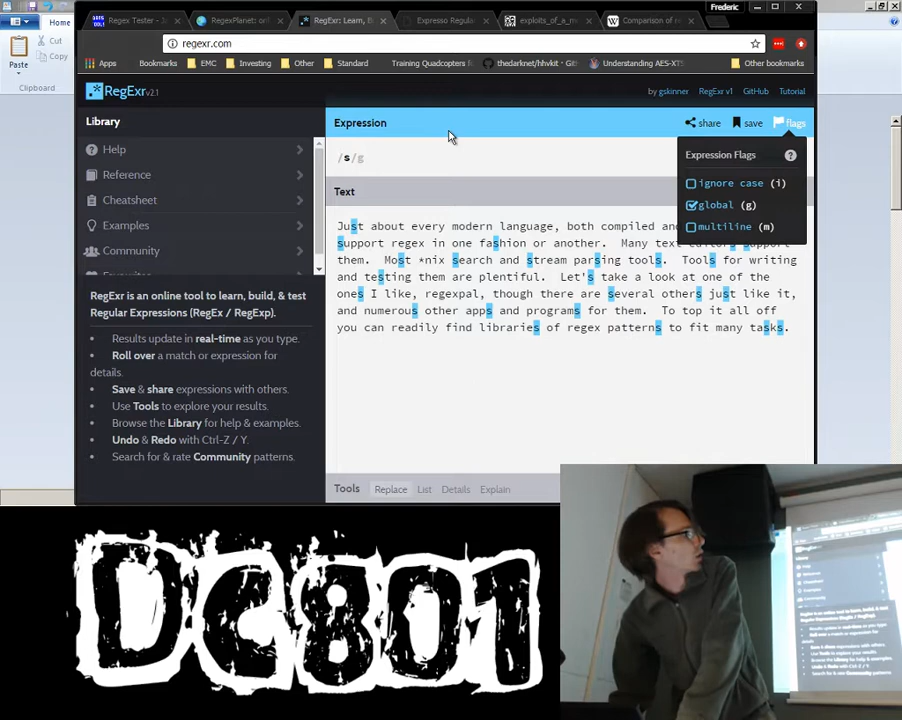 Home
Paste
Cut
Copy
Clipboard
Regex Tester - Jav
RegexPlanet: onl
RegExr: Learn, B
Expresso Regula
exploits_of_a_m
Comparison of re
Frederic
regexr.com
Apps Bookmarks EMC Investing Other Standard Training Quadcopters thedarknet/hhvkit · Git Understanding AES-XTS Other bookmarks
RegExr v2.1
by gskinner RegExr v1 GitHub Tutorial
Library
Help
Reference
Cheatsheet
Examples
Community
RegExr is an online tool to learn, build, & test
Regular Expressions (RegEx / RegExp).
• Results update in real-time as you type.
• Roll over a match or expression for
details.
• Save & share expressions with others.
• Use Tools to explore your results.
• Browse the Library for help & examples.
• Undo & Redo with Ctrl-Z / Y.
• Search for & rate Community patterns.
Expression share save flags
/s/g
Expression Flags ?
ignore case (i)
global (g)
multiline (m)
Text
Just about every modern language, both compiled and
support regex in one fashion or another. Many text editors support
them. Most *nix search and stream parsing tools. Tools for writing
and testing them are plentiful. Let's take a look at one of the
ones I like, regexpal, though there are several others just like it,
and numerous other apps and programs for them. To top it all off
you can readily find libraries of regex patterns to fit many tasks.
Tools Replace List Details Explain
DC801